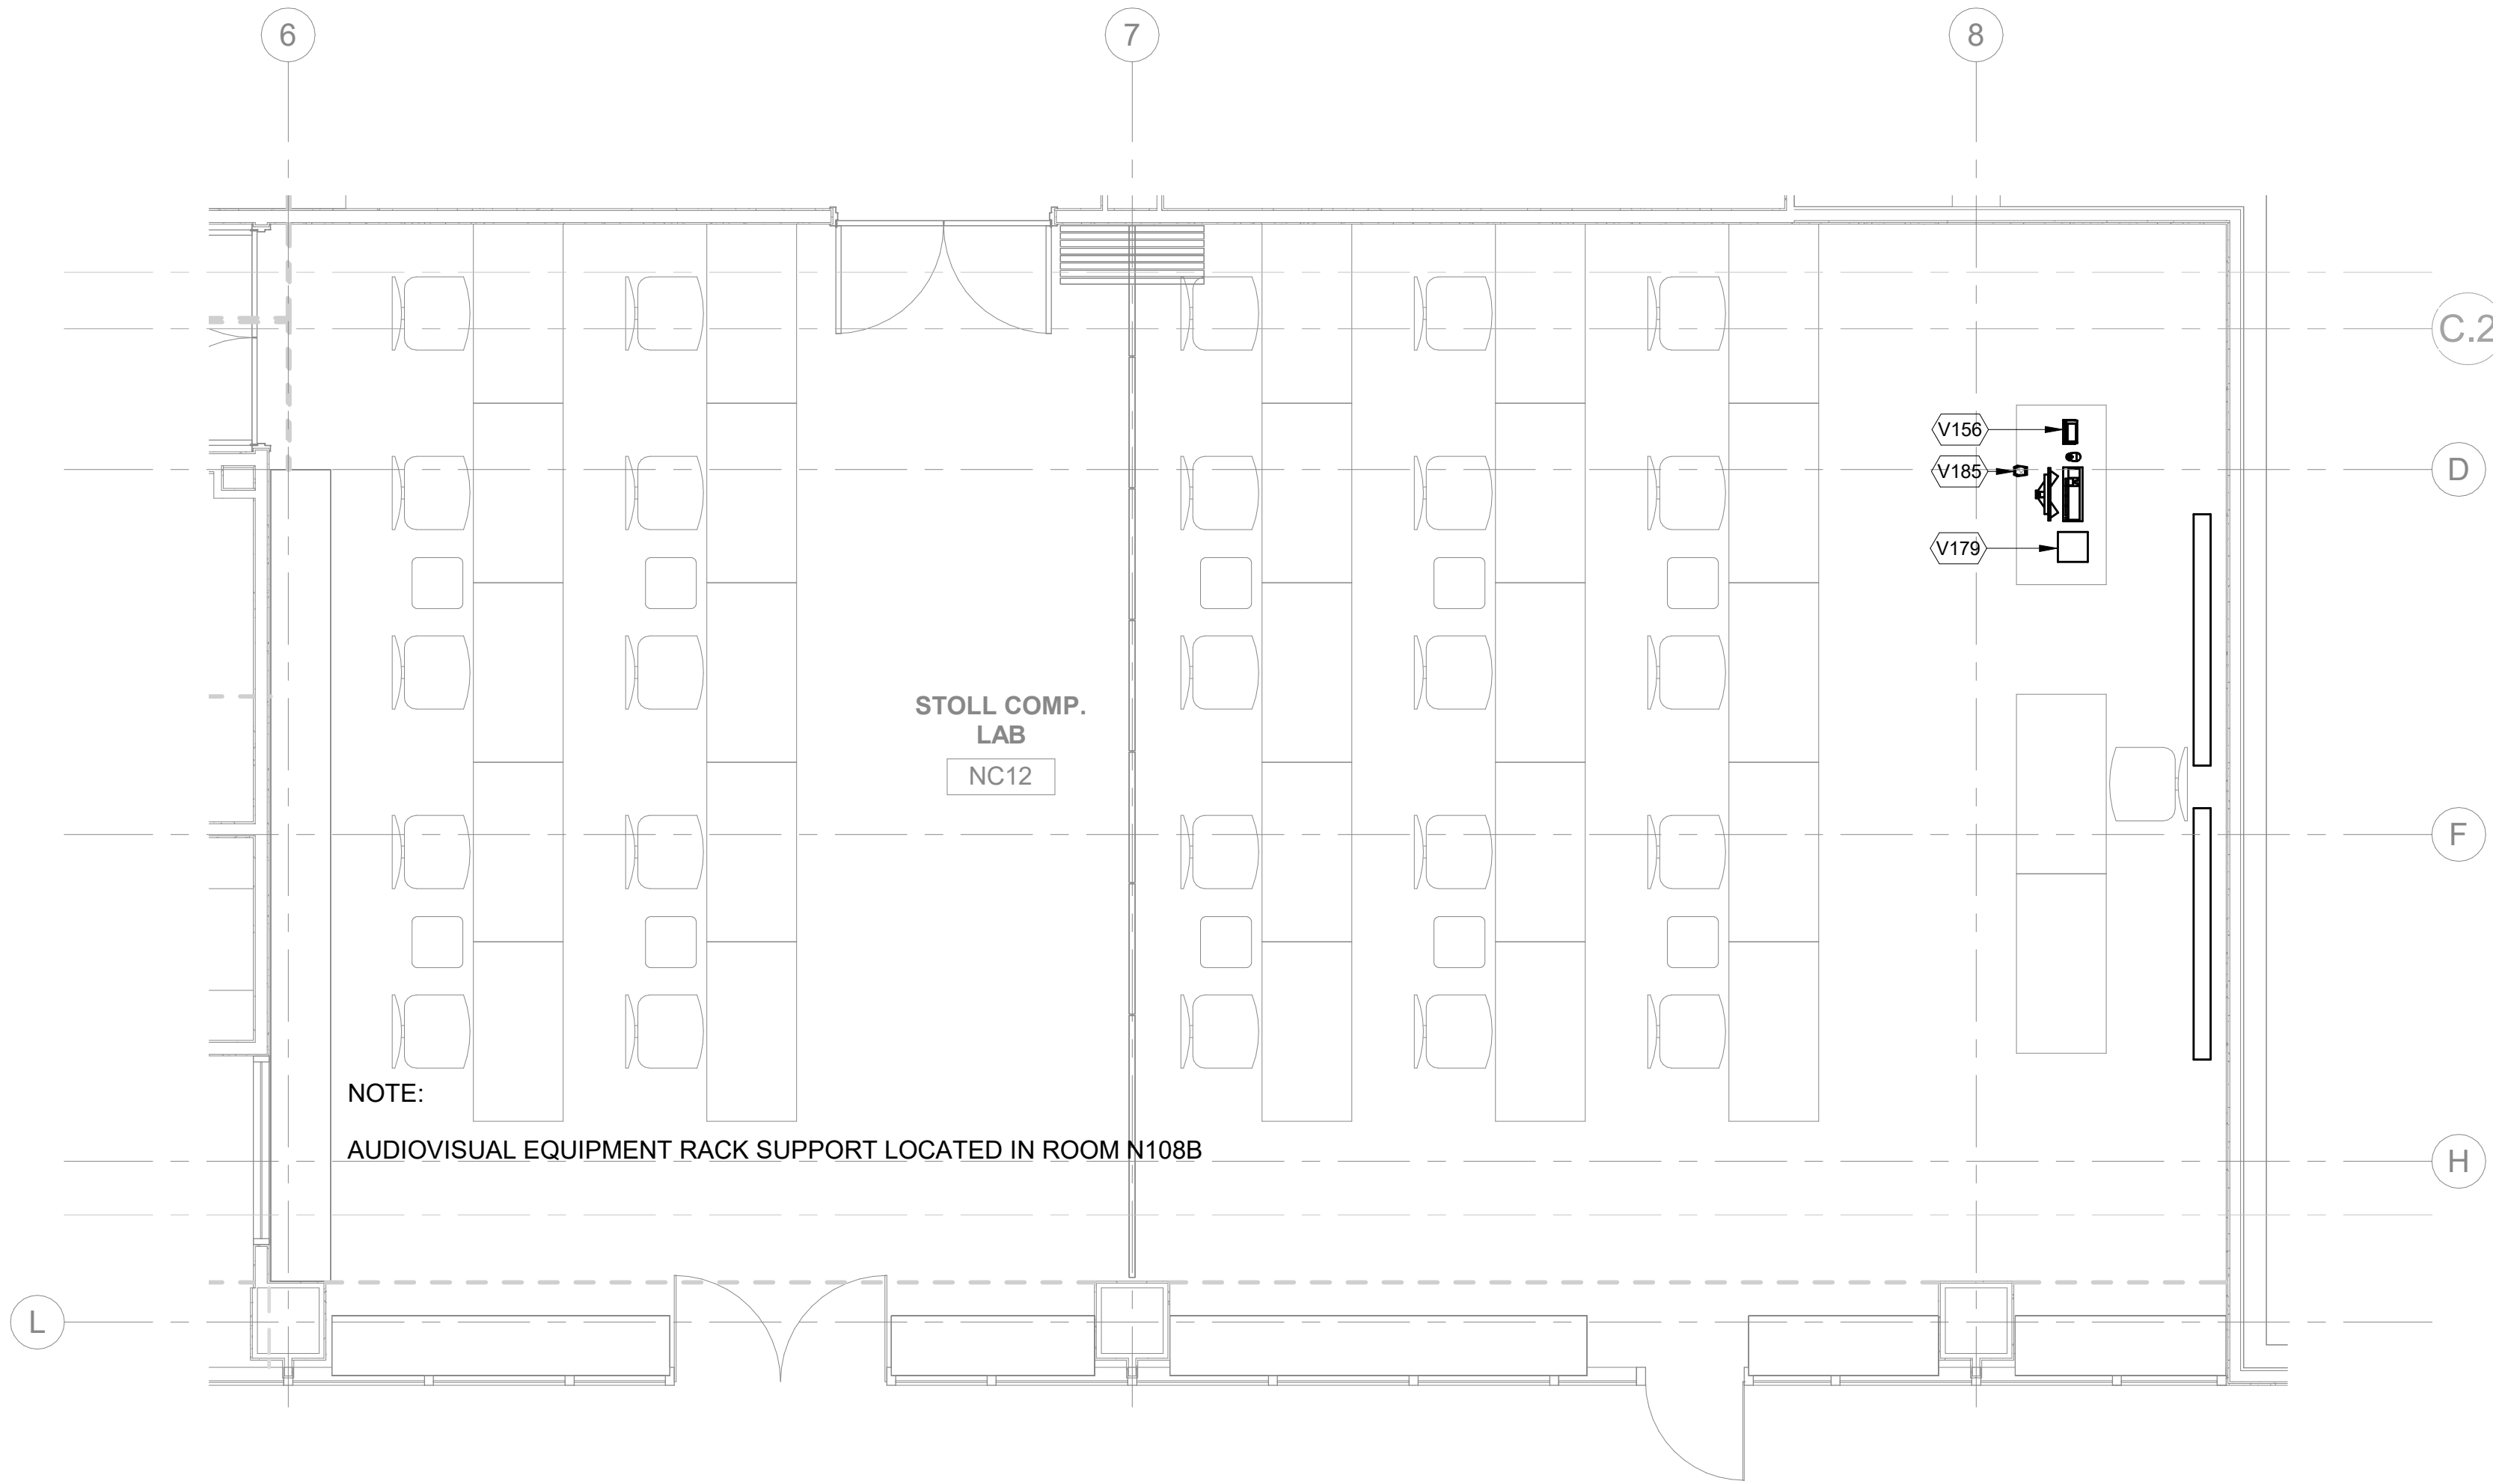 6
7
8
C.2
V156
D
V185
V179
STOLL COMP.
LAB
NC12
F
NOTE:
AUDIOVISUAL EQUIPMENT RACK SUPPORT LOCATED IN ROOM N108B
H
L